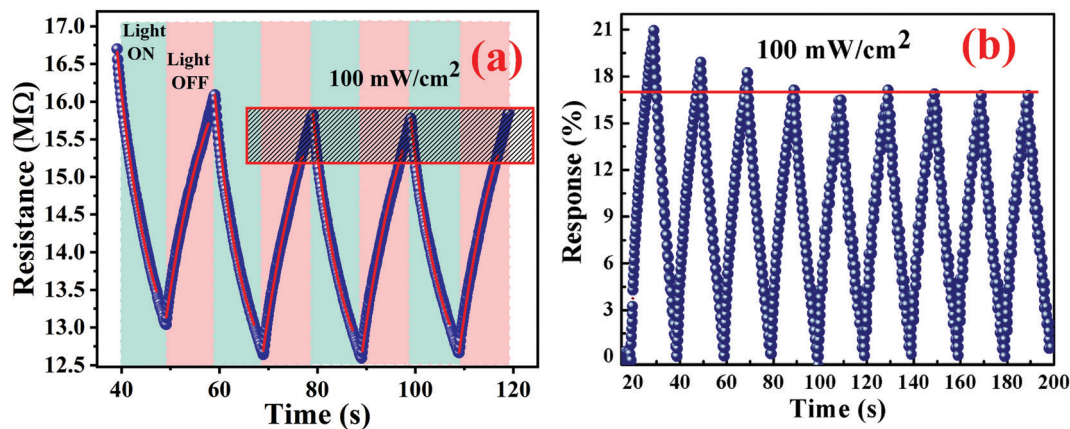 17.0
16.5
16.0
15.5
15.0
14.5
14.0
13.5
13.0
12.5
Resistance (MΩ)
Light
ON
Light
OFF
100 mW/cm²
(a)
40
60
80
100
120
Time (s)
21
18
15
12
9
6
3
0
Response (%)
100 mW/cm²
(b)
20
40
60
80
100
120
140
160
180
200
Time (s)